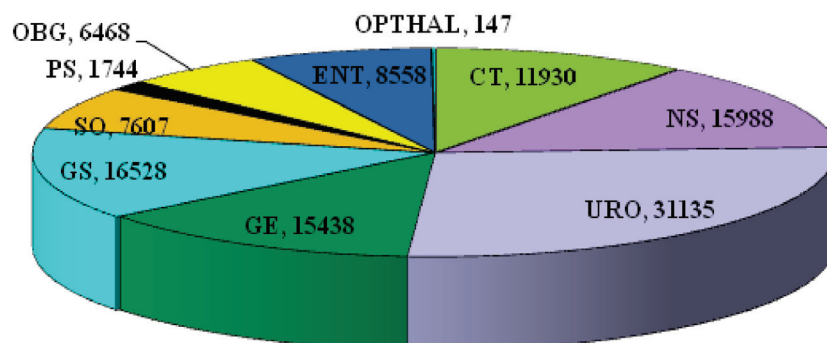 OPTHAL, 147
OBG, 6468
PS, 1744
ENT, 8558
CT, 11930
NS, 15988
SO, 7607
GS, 16528
URO, 31135
GE, 15438